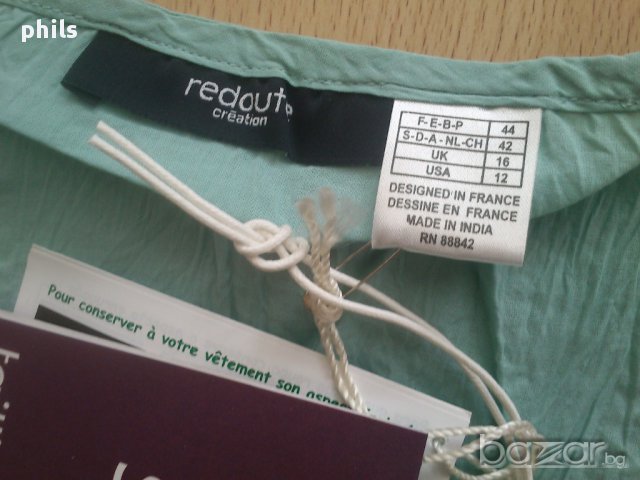 phils
redoute
création
F-E-B-P 44
S-D-A-NL-CH 42
UK 16
USA 12
DESIGNED IN FRANCE
DESSINE EN FRANCE
MADE IN INDIA
RN 88842
Pour conserver à votre vêtement son aspec
bazar.bg